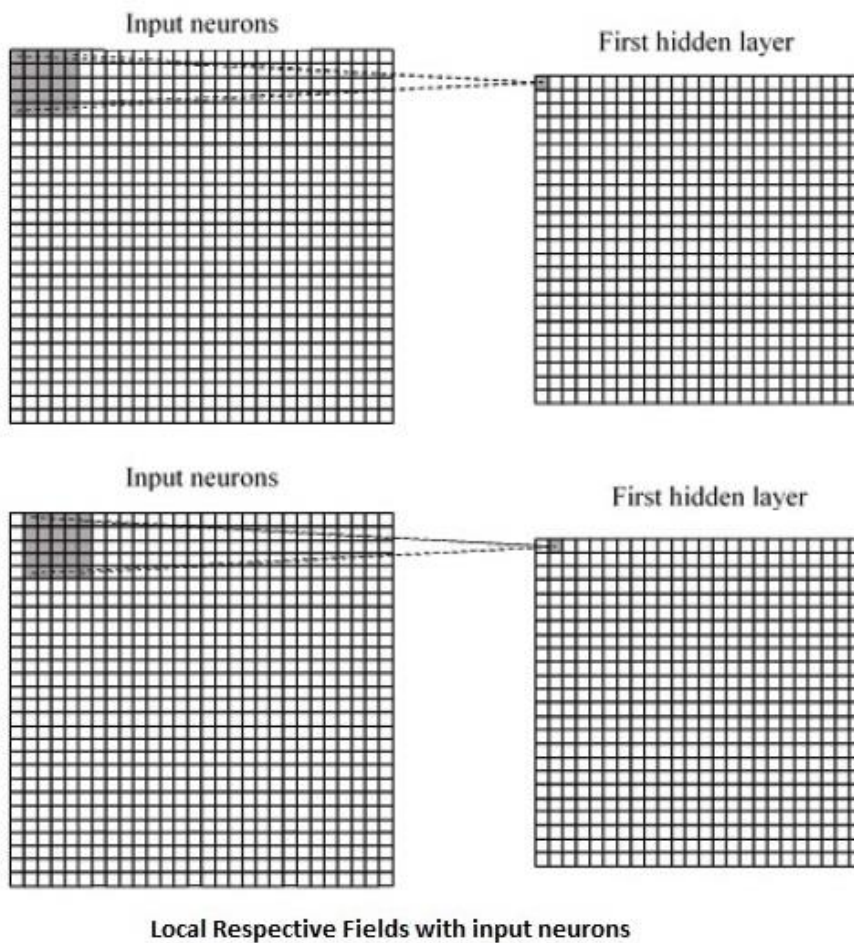 Input neurons
First hidden layer
Input neurons
First hidden layer
Local Respective Fields with input neurons